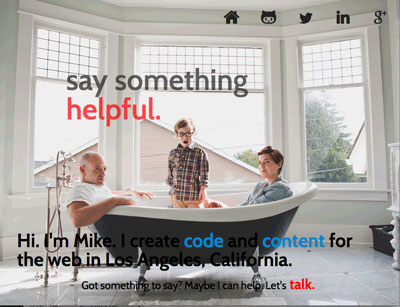 say something
helpful.
Hi. I'm Mike. I create code and content for
the web in Los Angeles, California.
Got something to say? Maybe I can help. Let's talk.